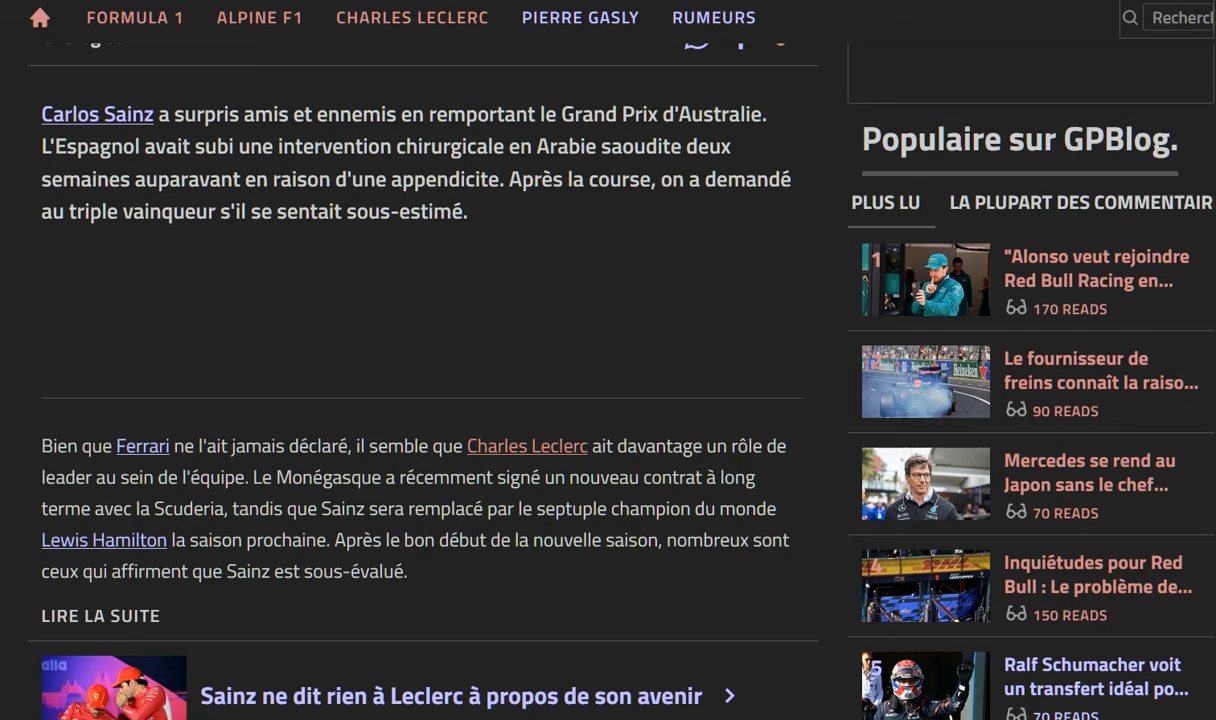 FORMULA 1 ALPINE F1 CHARLES LECLERC PIERRE GASLY RUMEURS
Carlos Sainz a surpris amis et ennemis en remportant le Grand Prix d'Australie.
L'Espagnol avait subi une intervention chirurgicale en Arabie saoudite deux
semaines auparavant en raison d'une appendicite. Après la course, on a demandé
au triple vainqueur s'il se sentait sous-estimé.
Bien que Ferrari ne l'ait jamais déclaré, il semble que Charles Leclerc ait davantage un rôle de
leader au sein de l'équipe. Le Monégasque a récemment signé un nouveau contrat à long
terme avec la Scuderia, tandis que Sainz sera remplacé par le septuple champion du monde
Lewis Hamilton la saison prochaine. Après le bon début de la nouvelle saison, nombreux sont
ceux qui affirment que Sainz est sous-évalué.
LIRE LA SUITE
Sainz ne dit rien à Leclerc à propos de son avenir
Populaire sur GPBlog.
PLUS LU LA PLUPART DES COMMENTAIR
1
"Alonso veut rejoindre
Red Bull Racing en...
170 READS
2
Heineken
Le fournisseur de
freins connaît la raiso...
90 READS
Mercedes se rend au
Japon sans le chef...
70 READS
4
DHL
Inquiétudes pour Red
Bull : Le problème de...
150 READS
5
Ralf Schumacher voit
un transfert idéal po...
70 READS